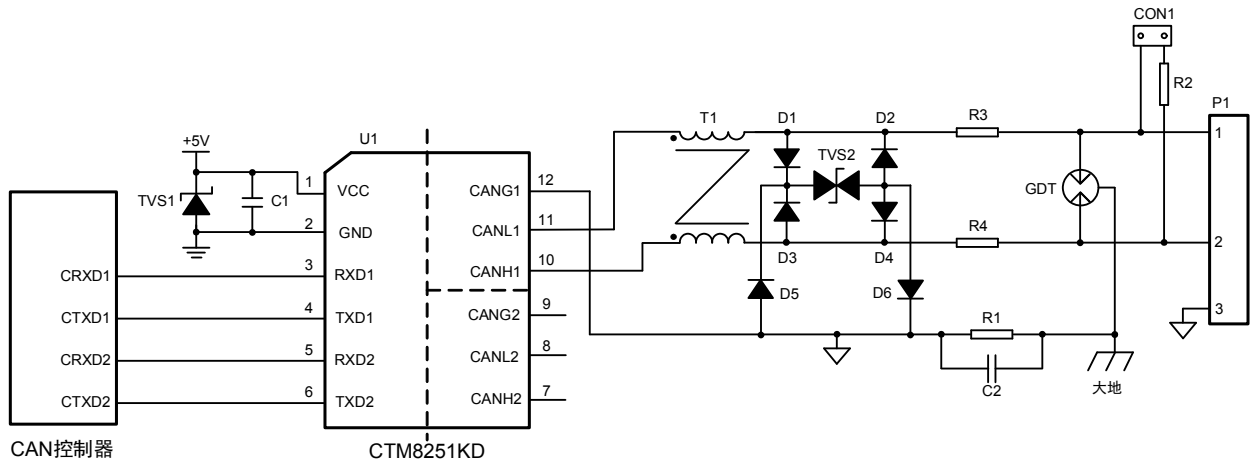 CON1
R2
P1
U1
T1
D1
D2
R3
+5V
1
TVS2
TVS1
C1
1
VCC
CANG1
12
GDT
2
GND
CANL1
11
R4
2
CRXD1
3
RXD1
CANH1
10
D3
D4
D5
D6
3
CTXD1
4
TXD1
CANG2
9
R1
CRXD2
5
RXD2
CANL2
8
CTXD2
6
TXD2
CANH2
7
C2
大地
CAN控制器
CTM8251KD